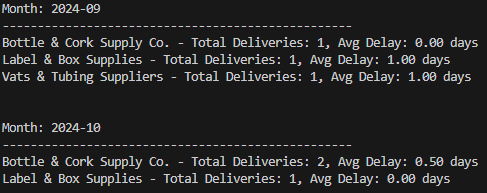 Month: 2024-09
--------------------------------------------------
Bottle & Cork Supply Co. - Total Deliveries: 1, Avg Delay: 0.00 days
Label & Box Supplies - Total Deliveries: 1, Avg Delay: 1.00 days
Vats & Tubing Suppliers - Total Deliveries: 1, Avg Delay: 1.00 days
Month: 2024-10
--------------------------------------------------
Bottle & Cork Supply Co. - Total Deliveries: 2, Avg Delay: 0.50 days
Label & Box Supplies - Total Deliveries: 1, Avg Delay: 0.00 days